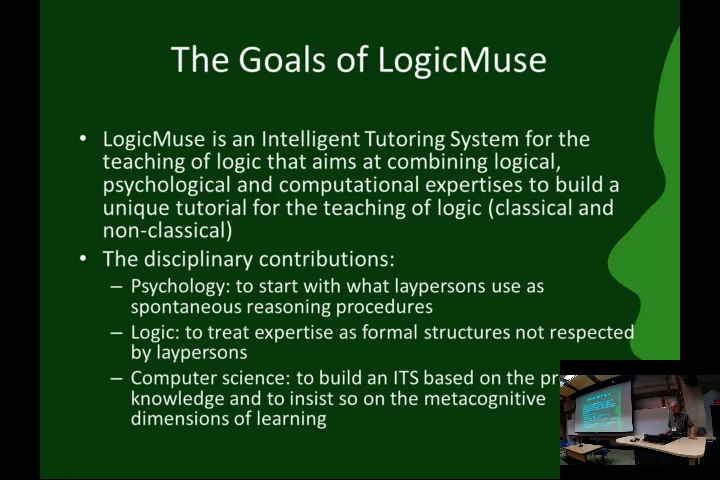 The Goals of LogicMuse
• LogicMuse is an Intelligent Tutoring System for the
teaching of logic that aims at combining logical,
psychological and computational expertises to build a
unique tutorial for the teaching of logic (classical and
non-classical)
• The disciplinary contributions:
– Psychology: to start with what laypersons use as
spontaneous reasoning procedures
– Logic: to treat expertise as formal structures not respected
by laypersons
– Computer science: to build an ITS based on the
knowledge and to insist so on the metacognitive
dimensions of learning